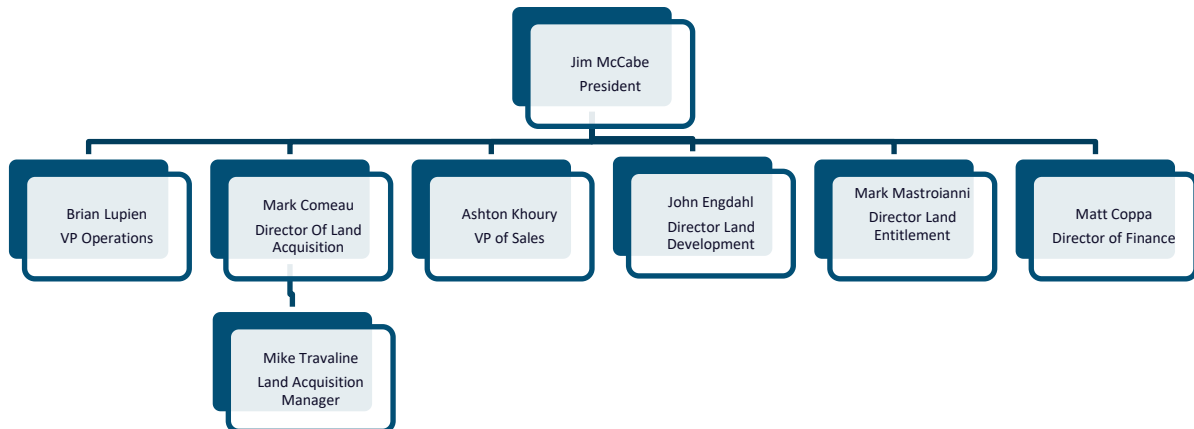 Jim McCabe
President
Brian Lupien
VP Operations
Mark Comeau
Director Of Land
Acquisition
Ashton Khoury
VP of Sales
John Engdahl
Director Land
Development
Mark Mastroianni
Director Land
Entitlement
Matt Coppa
Director of Finance
Mike Travaline
Land Acquisition
Manager